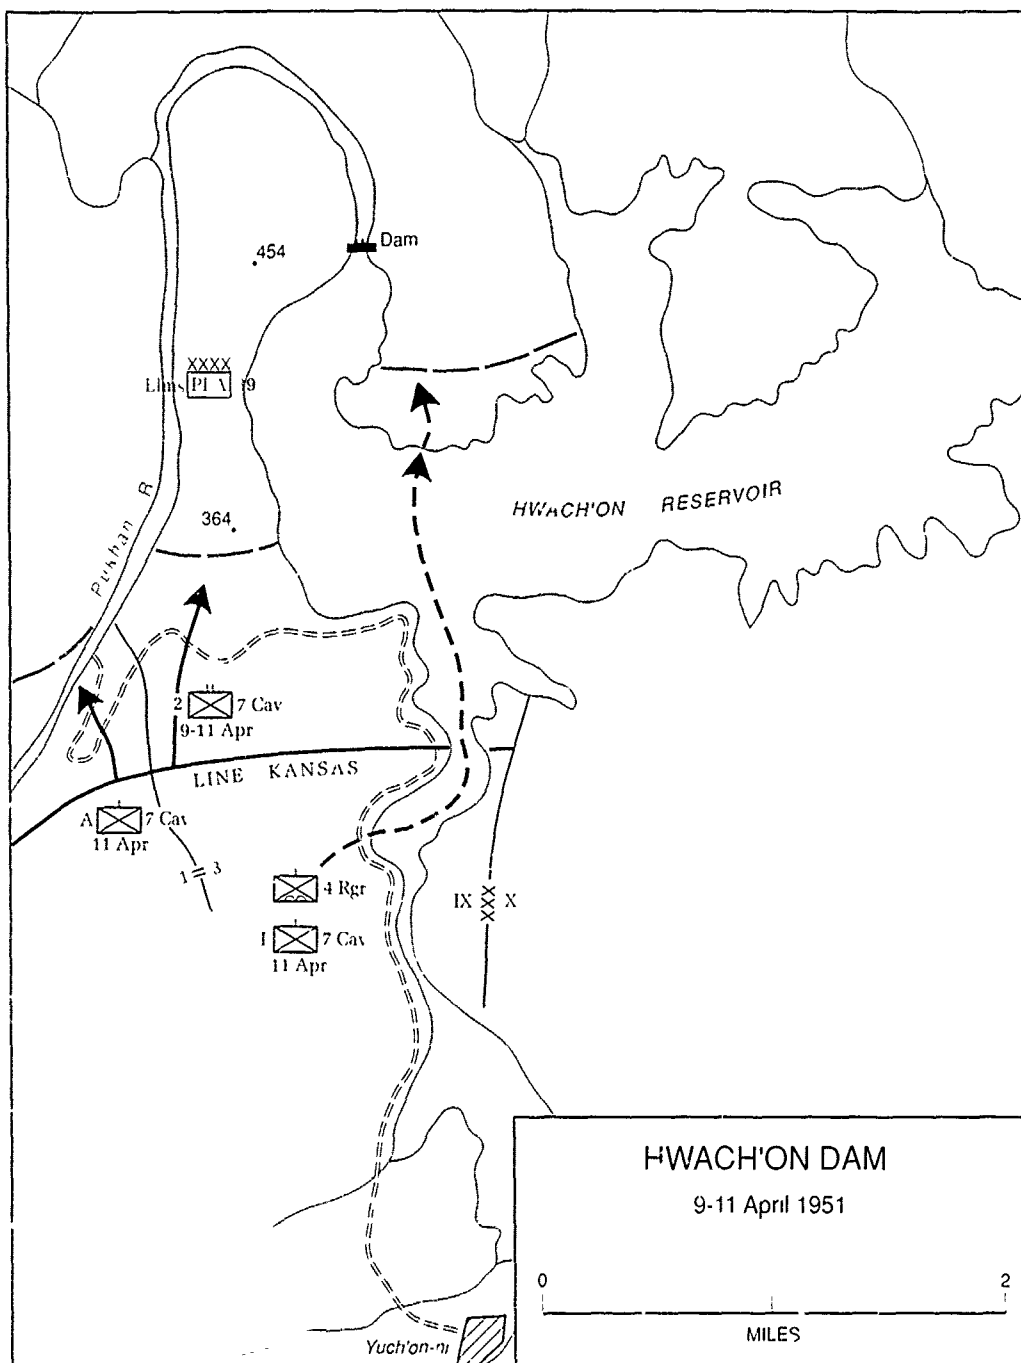 Dam
454
XXXX
9
Pukhan R
364
HWACH'ON RESERVOIR
2 7 Cav
9-11 Apr
LINE KANSAS
A 7 Cav
11 Apr
1 3
4 Rgr
IX XXX X
I 7 Cav
11 Apr
HWACH'ON DAM
9-11 April 1951
0 2
MILES
Yuch'on-ni